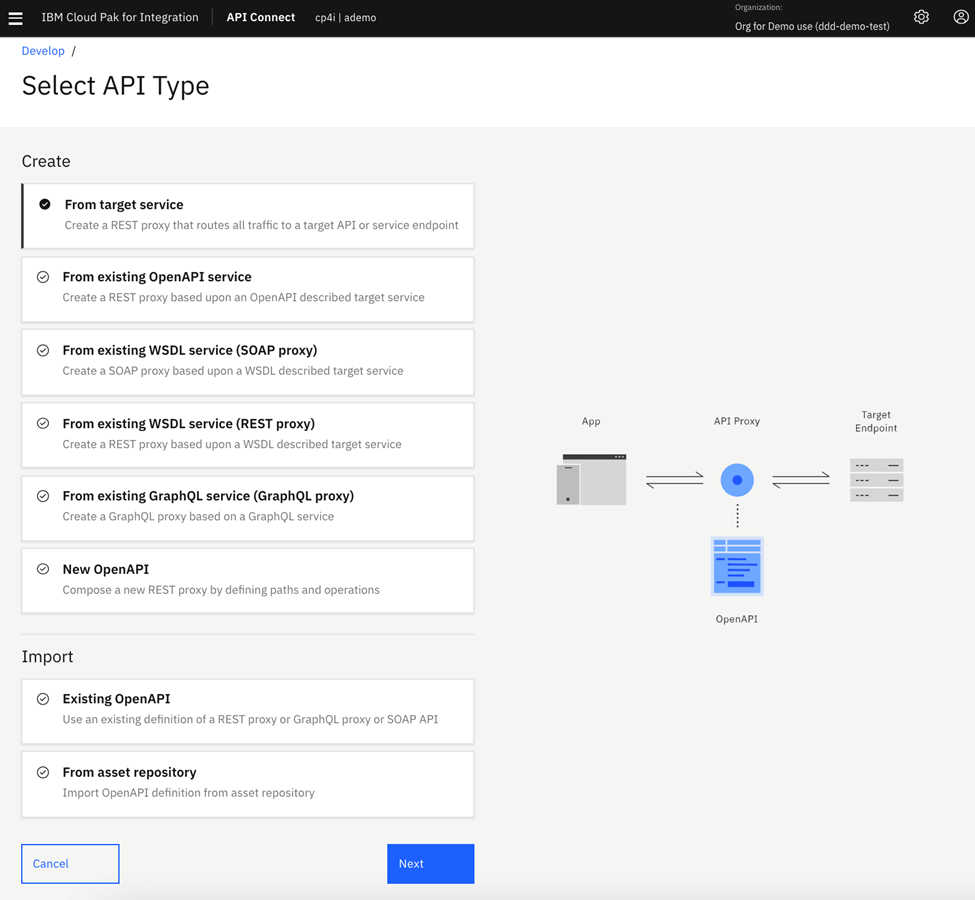 IBM Cloud Pak for Integration API Connect cp4i | ademo
Organization:
Org for Demo use (ddd-demo-test)
Develop /
Select API Type
Create
From target service
Create a REST proxy that routes all traffic to a target API or service endpoint
From existing OpenAPI service
Create a REST proxy based upon an OpenAPI described target service
From existing WSDL service (SOAP proxy)
Create a SOAP proxy based upon a WSDL described target service
From existing WSDL service (REST proxy)
Create a REST proxy based upon a WSDL described target service
From existing GraphQL service (GraphQL proxy)
Create a GraphQL proxy based on a GraphQL service
New OpenAPI
Compose a new REST proxy by defining paths and operations
Import
Existing OpenAPI
Use an existing definition of a REST proxy or GraphQL proxy or SOAP API
From asset repository
Import OpenAPI definition from asset repository
Cancel
Next
App
API Proxy
Target
Endpoint
OpenAPI